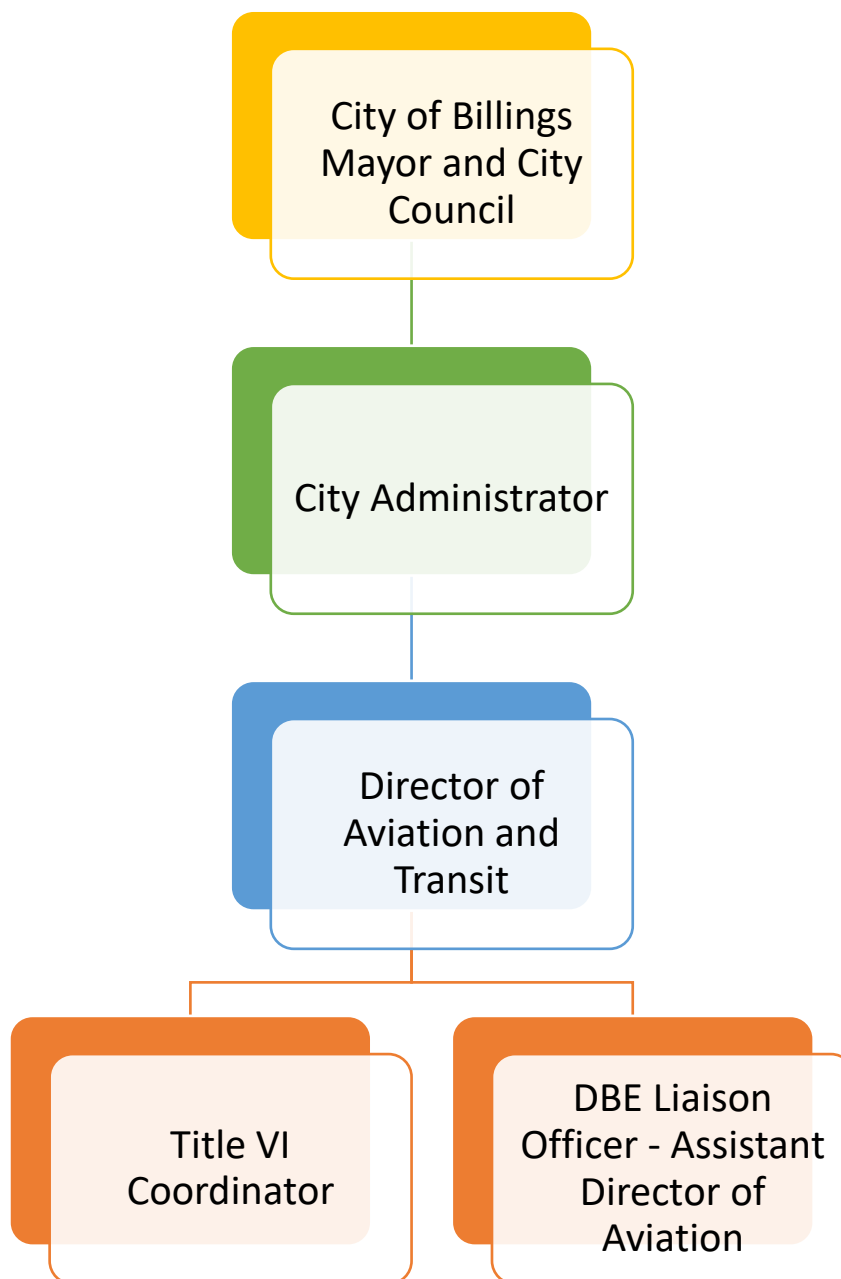 City of Billings
Mayor and City
Council
City Administrator
Director of
Aviation and
Transit
Title VI
Coordinator
DBE Liaison
Officer - Assistant
Director of
Aviation